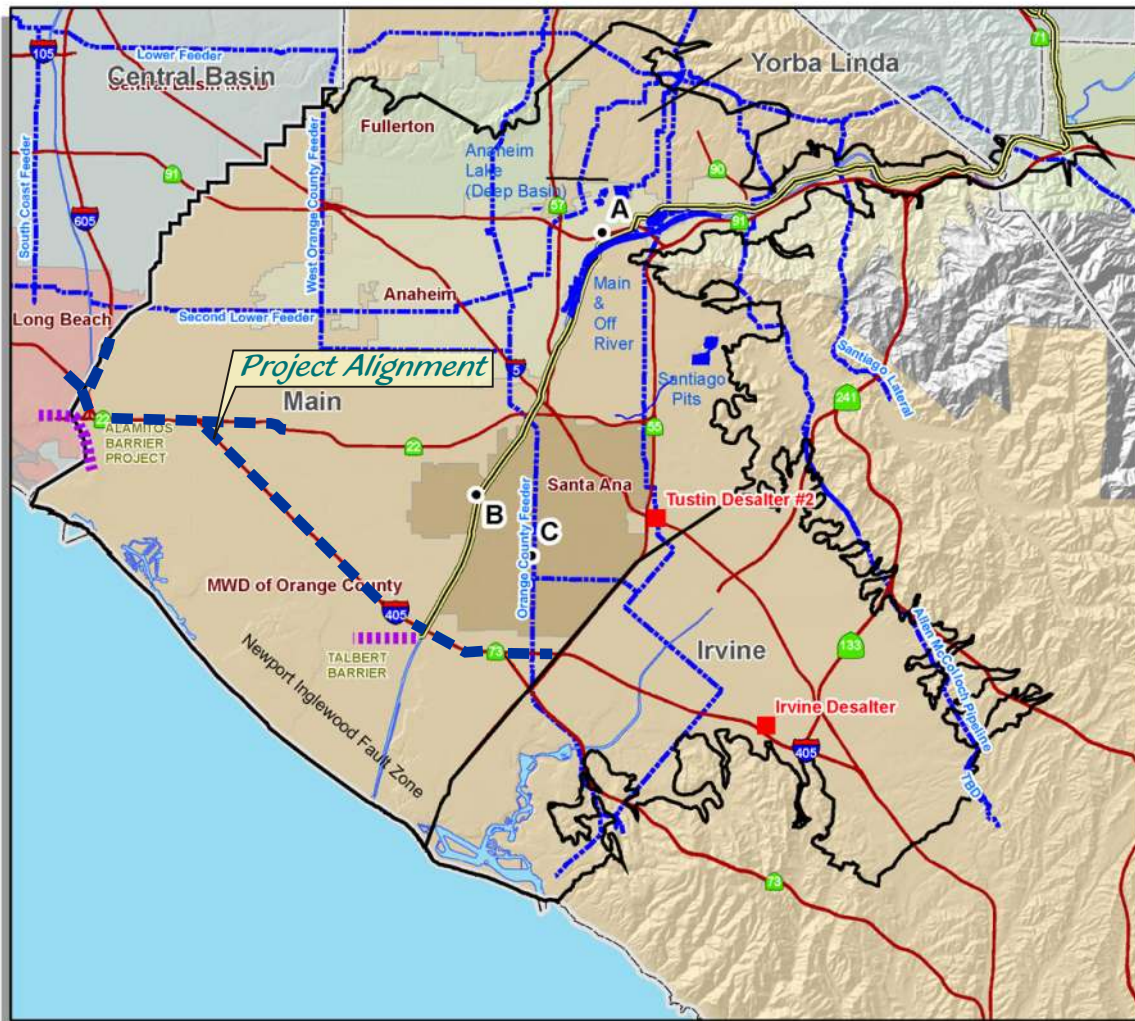 71
105
Lower Feeder
Central Basin
Central Basin MWD
Yorba Linda
Fullerton
South Coast Feeder
West Orange County Feeder
Anaheim
Lake
(Deep Basin)
91
90
57
605
A
91
Anaheim
Main
&
Off
River
Long Beach
Second Lower Feeder
Project Alignment
5
Santiago
Pits
Santiago Lateral
241
Main
22
ALAMITOS
BARRIER
PROJECT
22
55
Santa Ana
B
Tustin Desalter #2
C
Orange County Feeder
MWD of Orange County
405
TALBERT
BARRIER
73
Irvine
133
Allen McColloch Pipeline
Newport Inglewood Fault Zone
Irvine Desalter
405
TBD
73